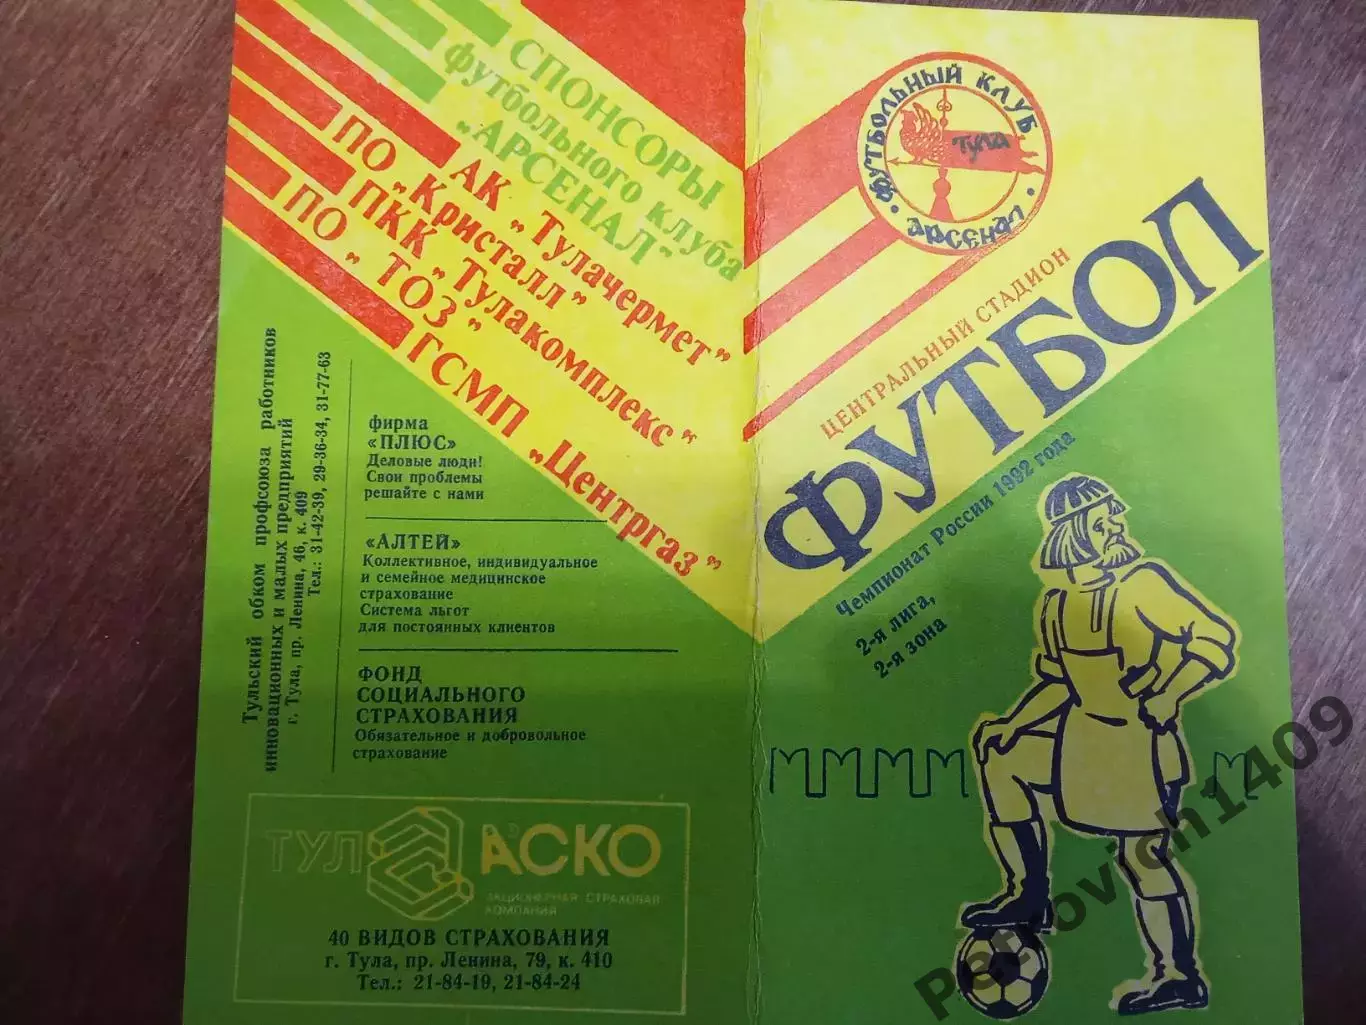 СПОНСОРЫ
футбольного клуба
„АРСЕНАЛ"
АК „Тулачермет"
ПО „Кристалл"
ПКК „Тулакомплекс"
ПО „ТОЗ"
ГСМП „Центргаз"
Тульский обком профсоюза работников
инновационных и малых предприятий
г. Тула, пр. Ленина, 46, к. 409
Тел.: 31-42-39, 29-36-34, 31-77-63
фирма
«ПЛЮС»
Деловые люди!
Свои проблемы
решайте с нами
«АЛТЕЙ»
Коллективное, индивидуальное
и семейное медицинское
страхование
Система льгот
для постоянных клиентов
ФОНД
СОЦИАЛЬНОГО
СТРАХОВАНИЯ
Обязательное и добровольное
страхование
ТУЛ АСКО
АКЦИОНЕРНАЯ СТРАХОВАЯ
КОМПАНИЯ
40 ВИДОВ СТРАХОВАНИЯ
г. Тула, пр. Ленина, 79, к. 410
Тел.: 21-84-19, 21-84-24
ФУТБОЛЬНЫЙ КЛУБ
ТУЛА
АРСЕНАЛ
ЦЕНТРАЛЬНЫЙ СТАДИОН
ФУТБОЛ
Чемпионат России 1992 года
2-я лига,
2-я зона
Petrovich1409